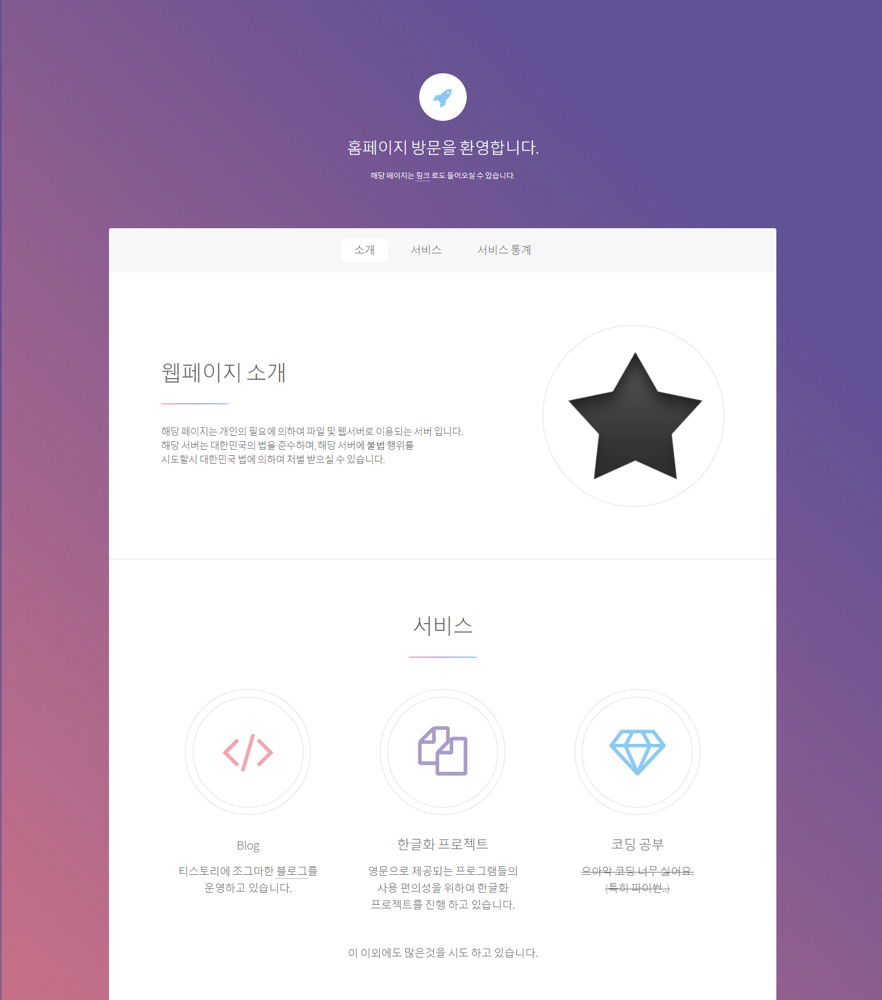 홈페이지 방문을 환영합니다.
해당 페이지는 링크 로도 들어오실 수 있습니다.
소개 서비스 서비스 통계
웹페이지 소개
해당 페이지는 개인의 필요에 의하여 파일 및 웹서버로 이용되는 서버 입니다.
해당 서버는 대한민국의 법을 준수하며, 해당 서버에 불법 행위를
시도할시 대한민국 법에 의하여 처벌 받으실 수 있습니다.
서비스
Blog
티스토리에 조그마한 블로그를
운영하고 있습니다.
한글화 프로젝트
영문으로 제공되는 프로그램들의
사용 편의성을 위하여 한글화
프로젝트를 진행 하고 있습니다.
코딩 공부
으아악 코딩 너무 싫어요.
(특히 파이썬..)
이 이외에도 많은것을 시도 하고 있습니다.